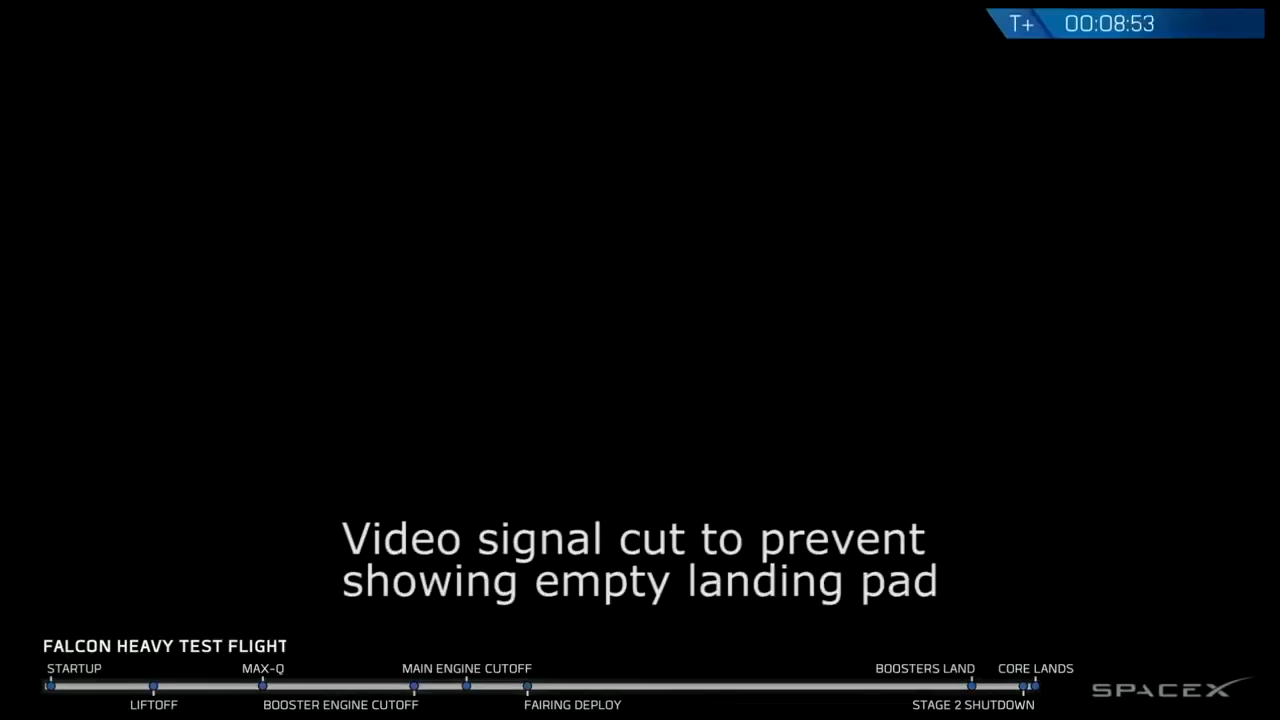 T+ 00:08:53
Video signal cut to prevent
showing empty landing pad
FALCON HEAVY TEST FLIGHT
STARTUP MAX-Q MAIN ENGINE CUTOFF BOOSTERS LAND CORE LANDS
LIFTOFF BOOSTER ENGINE CUTOFF FAIRING DEPLOY STAGE 2 SHUTDOWN
SPACEX